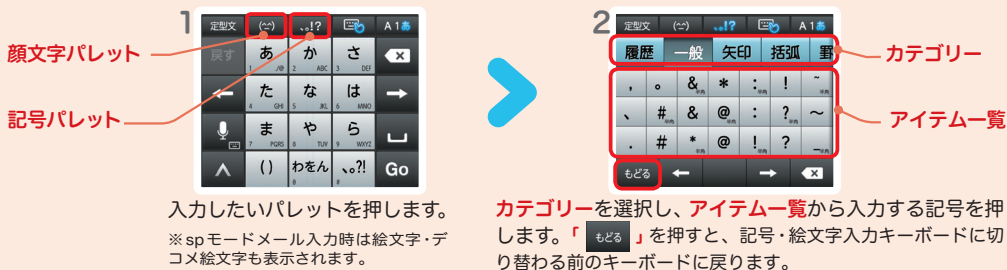 1
定型文 (^^) 、。!? A1あ
戻す あ か さ
1 ./@ 2 ABC 3 DEF
た な は
4 GHI 5 JKL 6 MNO
ま や ら
7 PQRS 8 TUV 9 WXYZ
() わをん 、。?! Go
0 #
顔文字パレット
記号パレット
入力したいパレットを押します。
※spモードメール入力時は絵文字・デ
コメ絵文字も表示されます。
2
定型文 (^^) 、。!? A1あ
履歴 一般 矢印 括弧 罫
, 。 & * : ! ~
、 # & @ : ? ～
. # * @ ! ? _
もどる
カテゴリー
アイテム一覧
カテゴリーを選択し、アイテム一覧から入力する記号を押
します。「 もどる 」を押すと、記号・絵文字入力キーボードに切
り替わる前のキーボードに戻ります。